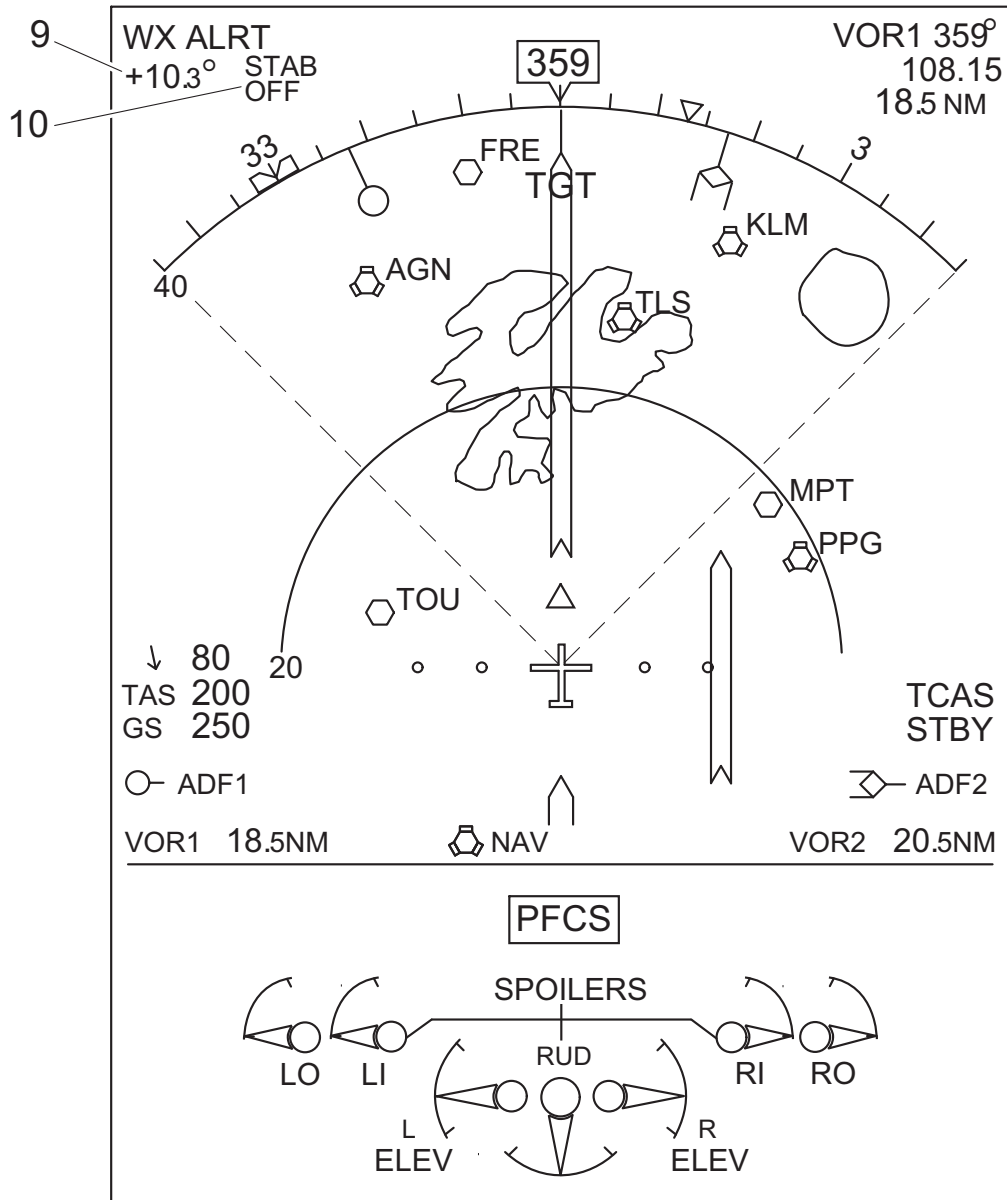 9
WX ALRT
VOR1 359°
+10.3°
STAB
OFF
359
108.15
10
18.5 NM
33
FRE
3
TGT
KLM
AGN
40
TLS
MPT
PPG
TOU
80
20
TAS 200
GS 250
TCAS
STBY
ADF1
ADF2
VOR1 18.5NM
NAV
VOR2 20.5NM
PFCS
SPOILERS
LO
LI
RUD
RI
RO
L
ELEV
R
ELEV